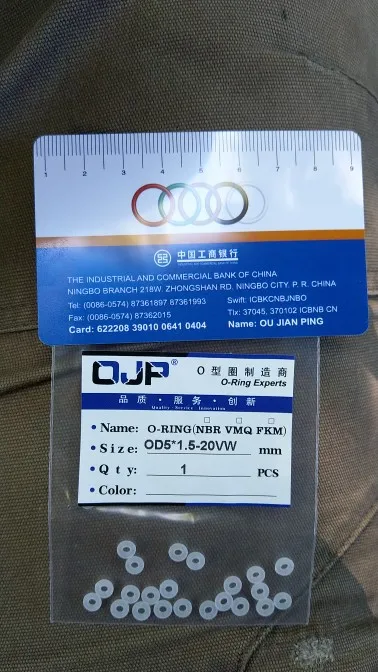 1 2 3 4 5 6 7 8 9
中国工商银行
THE INDUSTRIAL AND COMMERCIAL BANK OF CHINA
NINGBO BRANCH 218W. ZHONGSHAN RD. NINGBO CITY. P. R. CHINA
Tel: (0086-0574) 87361897 87361993 Swift: ICBKCNBJNBO
Fax: (0086-0574) 87362015 Tlx: 37045, 370102 ICBNB CN
Card: 622208 39010 0641 0404 Name: OU JIAN PING
OJP® O型圈制造商
O-Ring Experts
品质·服务·创新
Quality Service Innovation
• Name: O-RING(NBR VMQ FKM)
• Size: OD5*1.5-20VW mm
• Qty: 1 PCS
• Color: